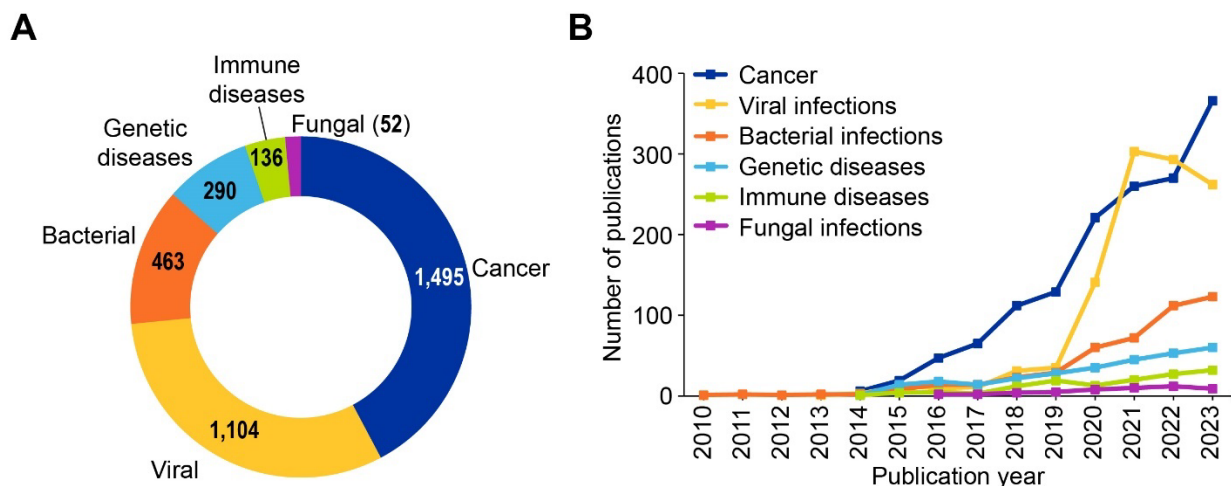 A
Immune
diseases
Fungal (52)
Genetic
diseases
136
290
Bacterial
463
1,495
Cancer
1,104
Viral
B
400
300
200
100
0
Number of publications
Cancer
Viral infections
Bacterial infections
Genetic diseases
Immune diseases
Fungal infections
2010
2011
2012
2013
2014
2015
2016
2017
2018
2019
2020
2021
2022
2023
Publication year